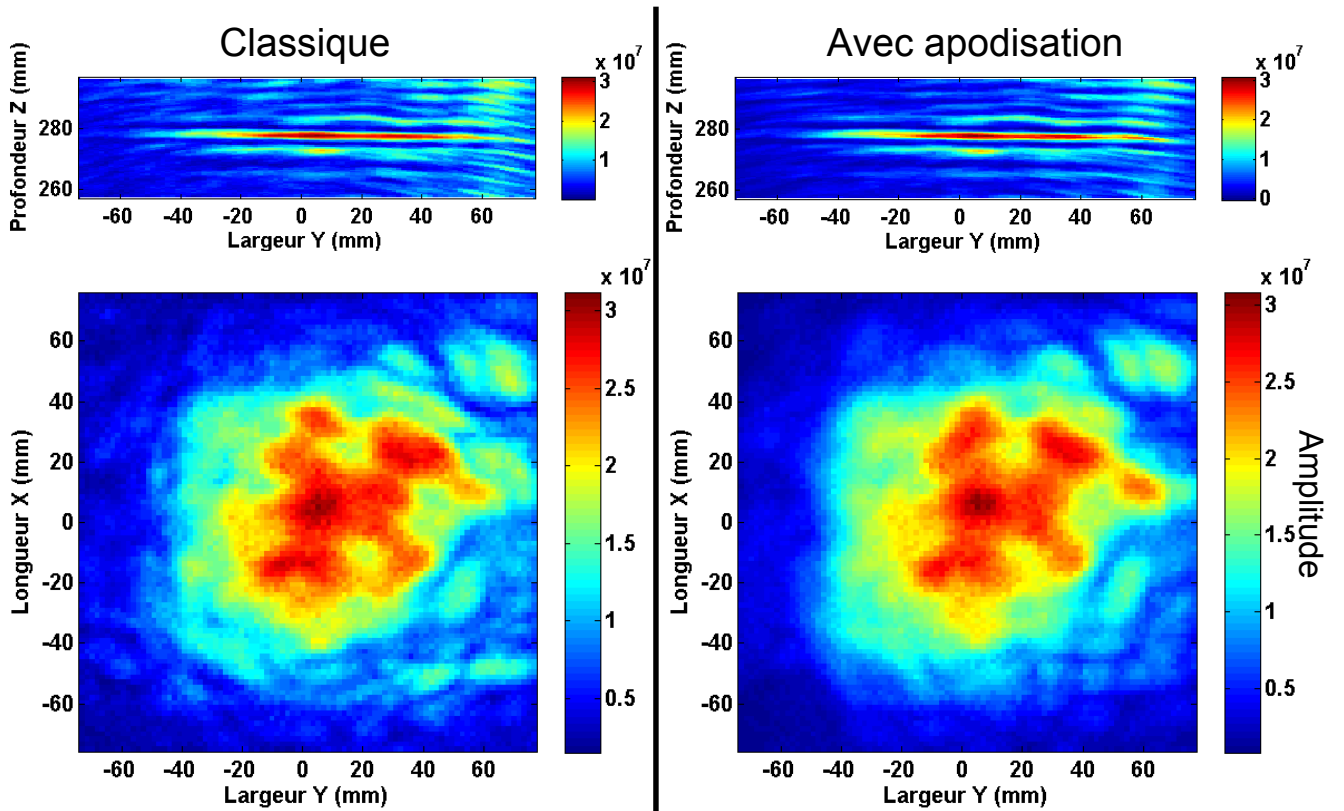 Classique
Avec apodisation
x 10^7
Profondeur Z (mm)
280
260
-60 -40 -20 0 20 40 60
Largeur Y (mm)
3
2
1
x 10^7
Profondeur Z (mm)
280
260
-60 -40 -20 0 20 40 60
Largeur Y (mm)
3
2
1
0
x 10^7
Longueur X (mm)
60
40
20
0
-20
-40
-60
-60 -40 -20 0 20 40 60
Largeur Y (mm)
3
2.5
2
1.5
1
0.5
x 10^7
Longueur X (mm)
60
40
20
0
-20
-40
-60
-60 -40 -20 0 20 40 60
Largeur Y (mm)
3
2.5
2
1.5
1
0.5
Amplitude